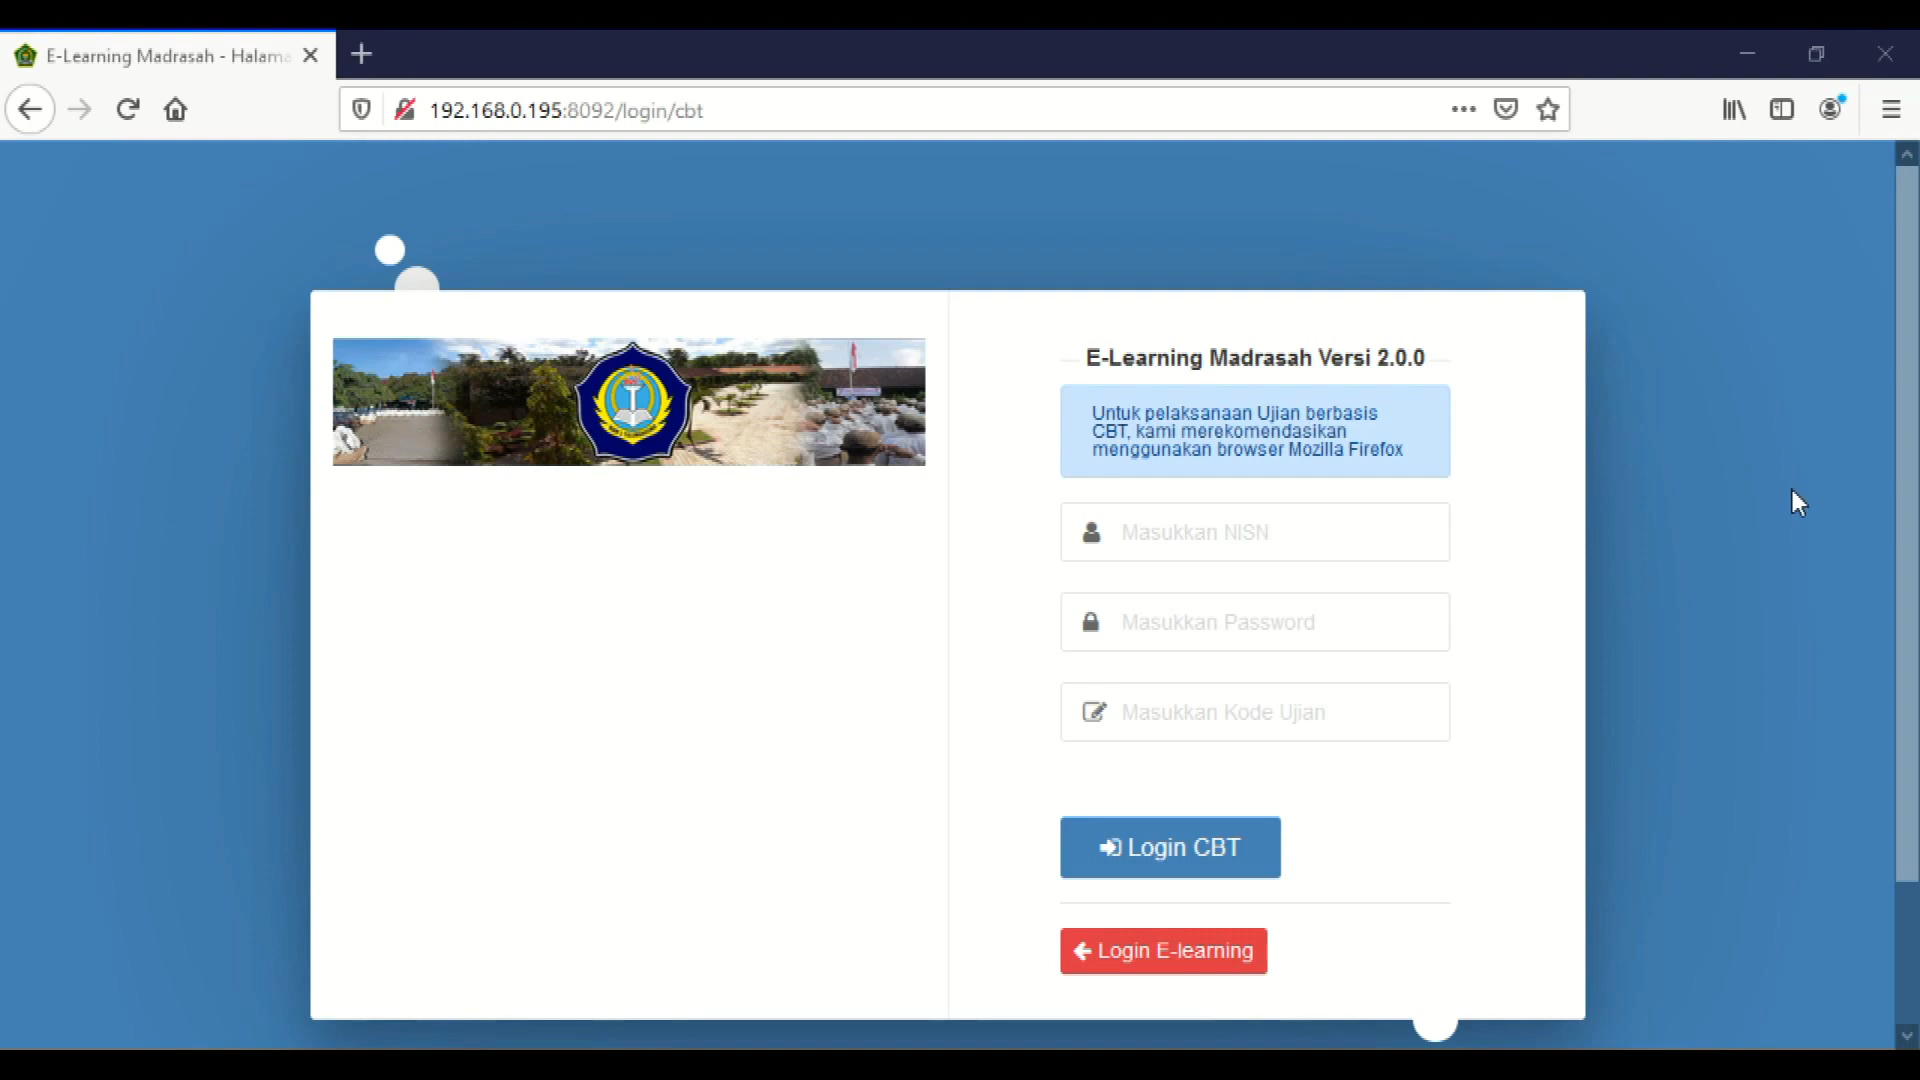 E-Learning Madrasah - Halama
192.168.0.195:8092/login/cbt
E-Learning Madrasah Versi 2.0.0
Untuk pelaksanaan Ujian berbasis
CBT, kami merekomendasikan
menggunakan browser Mozilla Firefox
Masukkan NISN
Masukkan Password
Masukkan Kode Ujian
Login CBT
Login E-learning